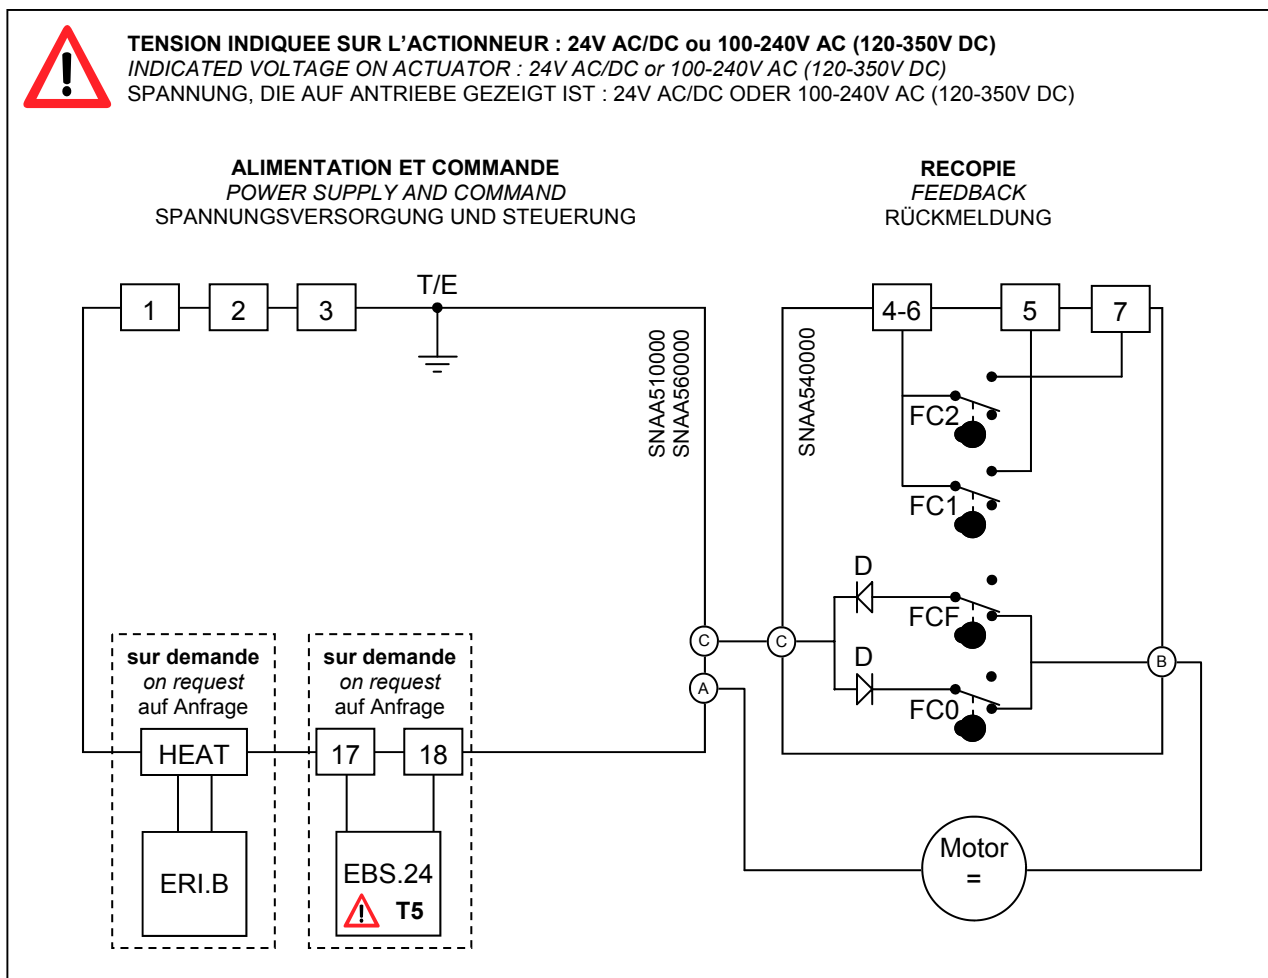 TENSION INDIQUEE SUR L'ACTIONNEUR : 24V AC/DC ou 100-240V AC (120-350V DC)
INDICATED VOLTAGE ON ACTUATOR : 24V AC/DC or 100-240V AC (120-350V DC)
SPANNUNG, DIE AUF ANTRIEBE GEZEIGT IST : 24V AC/DC ODER 100-240V AC (120-350V DC)
ALIMENTATION ET COMMANDE
POWER SUPPLY AND COMMAND
SPANNUNGSVERSORGUNG UND STEUERUNG
RECOPIE
FEEDBACK
RÜCKMELDUNG
1
2
3
T/E
SNAA510000
SNAA560000
4-6
5
7
SNAA540000
FC2
FC1
D
FCF
D
FC0
C
C
A
B
sur demande
on request
auf Anfrage
sur demande
on request
auf Anfrage
HEAT
17
18
ERI.B
EBS.24
T5
Motor
=